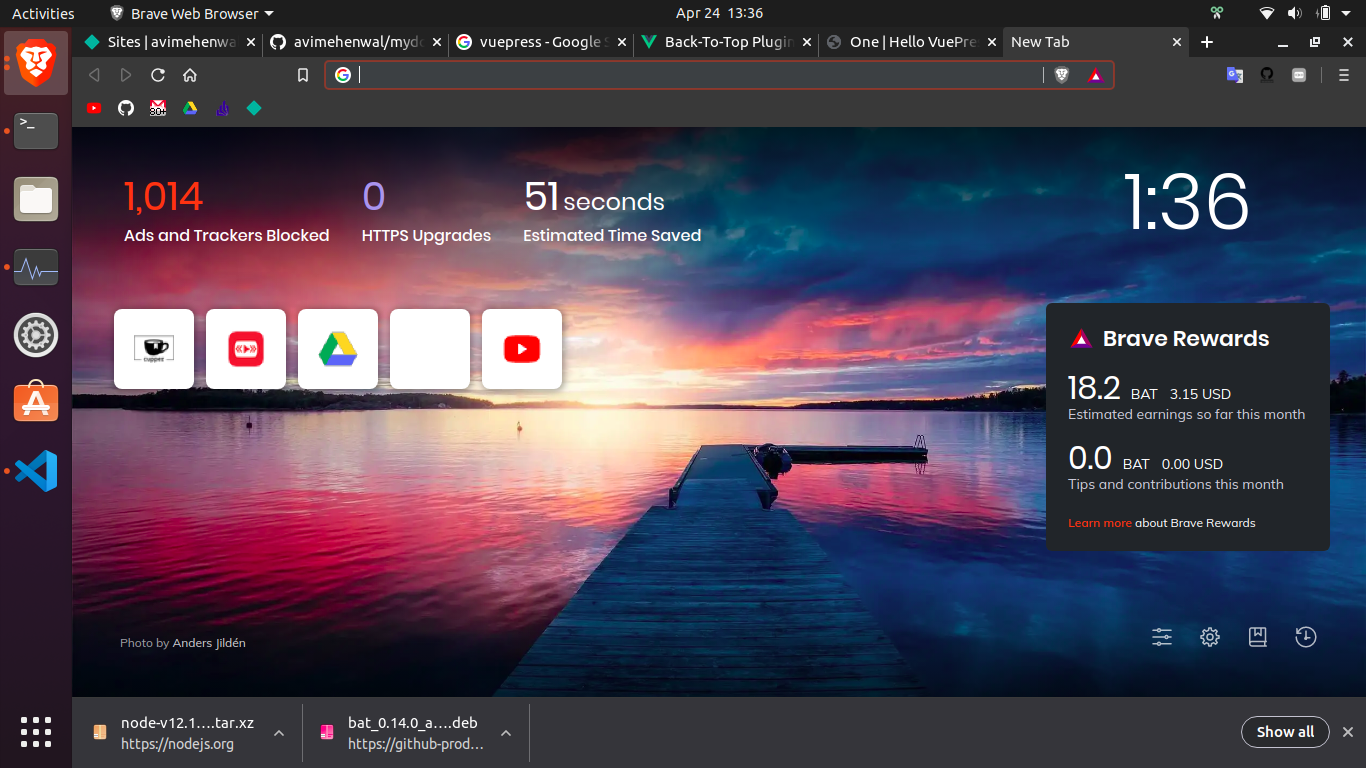 Activities
Brave Web Browser
Apr 24 13:36
Sites | avimehenwa
avimehenwal/mydo
vuepress - Google S
Back-To-Top Plugin
One | Hello VuePre
New Tab
80+
1,014
Ads and Trackers Blocked
0
HTTPS Upgrades
51 seconds
Estimated Time Saved
1:36
cuppaz
Brave Rewards
18.2 BAT 3.15 USD
Estimated earnings so far this month
0.0 BAT 0.00 USD
Tips and contributions this month
Learn more about Brave Rewards
Photo by Anders Jildén
node-v12.1….tar.xz
https://nodejs.org
bat_0.14.0_a….deb
https://github-prod…
Show all